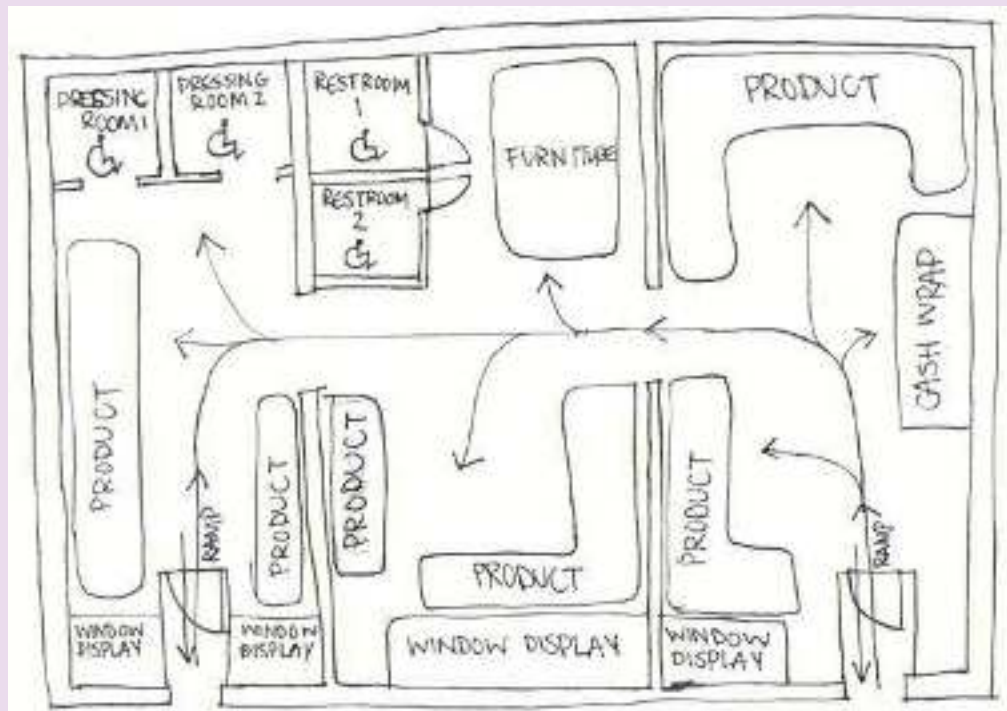 DRESSING
ROOM 1
DRESSING
ROOM 2
RESTROOM
1
RESTROOM
2
FURNITURE
PRODUCT
CASH WRAP
PRODUCT
PRODUCT
PRODUCT
PRODUCT
PRODUCT
RAMP
RAMP
WINDOW
DISPLAY
WINDOW
DISPLAY
WINDOW DISPLAY
WINDOW
DISPLAY